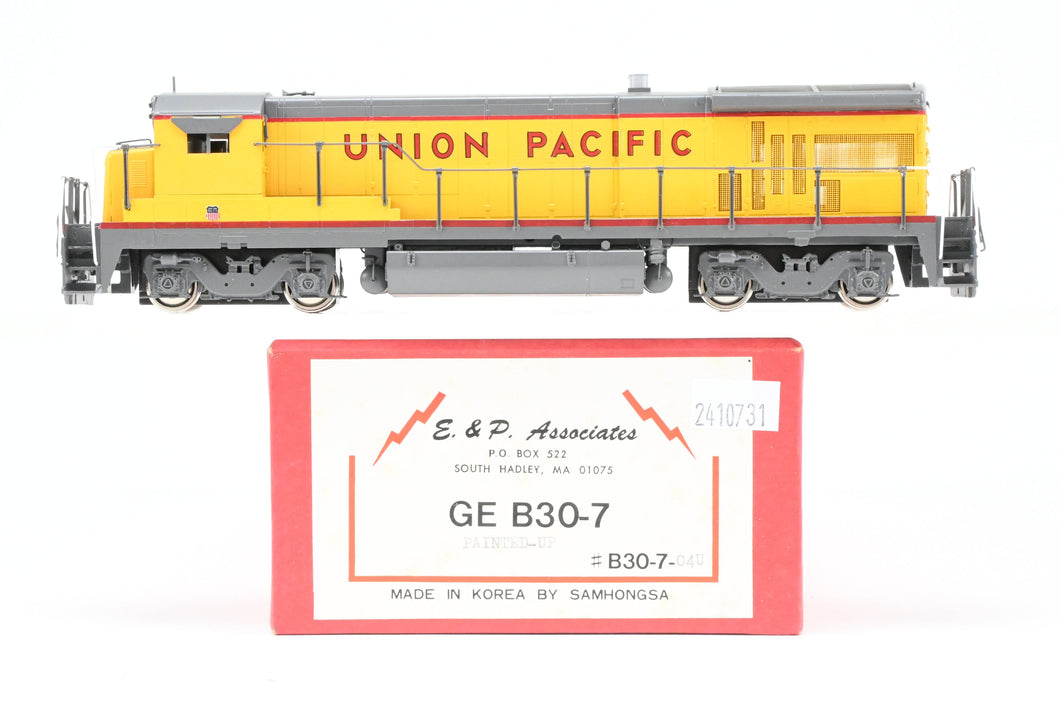 UNION PACIFIC
2410731
E. & P. Associates
P.O. BOX 522
SOUTH HADLEY, MA 01075
GE B30-7
PAINTED-UP
# B30-7-04U
MADE IN KOREA BY SAMHONGSA